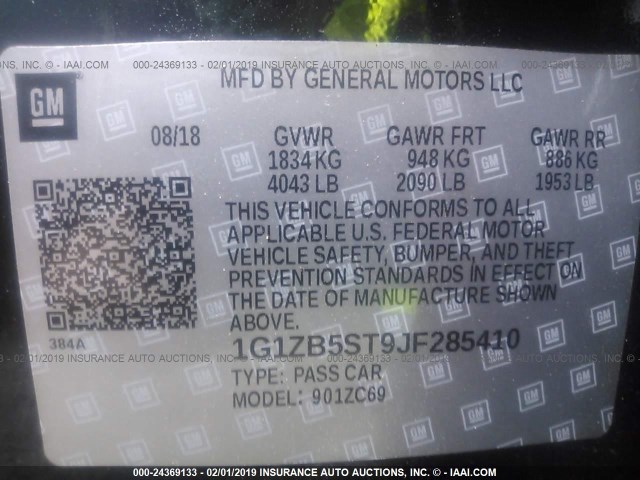 000-24369133 - 02/01/2019 INSURANCE AUTO AUCTIONS, INC. - © IAAI.COM
MFD BY GENERAL MOTORS LLC
GM
08/18 GVWR GAWR FRT GAWR RR
1834 KG 948 KG 886 KG
4043 LB 2090 LB 1953 LB
THIS VEHICLE CONFORMS TO ALL
APPLICABLE U.S. FEDERAL MOTOR
VEHICLE SAFETY, BUMPER, AND THEFT
PREVENTION STANDARDS IN EFFECT ON
THE DATE OF MANUFACTURE SHOWN
ABOVE.
384A
1G1ZB5ST9JF285410
TYPE: PASS CAR
MODEL: 901ZC69
000-24369133 - 02/01/2019 INSURANCE AUTO AUCTIONS, INC. - © IAAI.COM